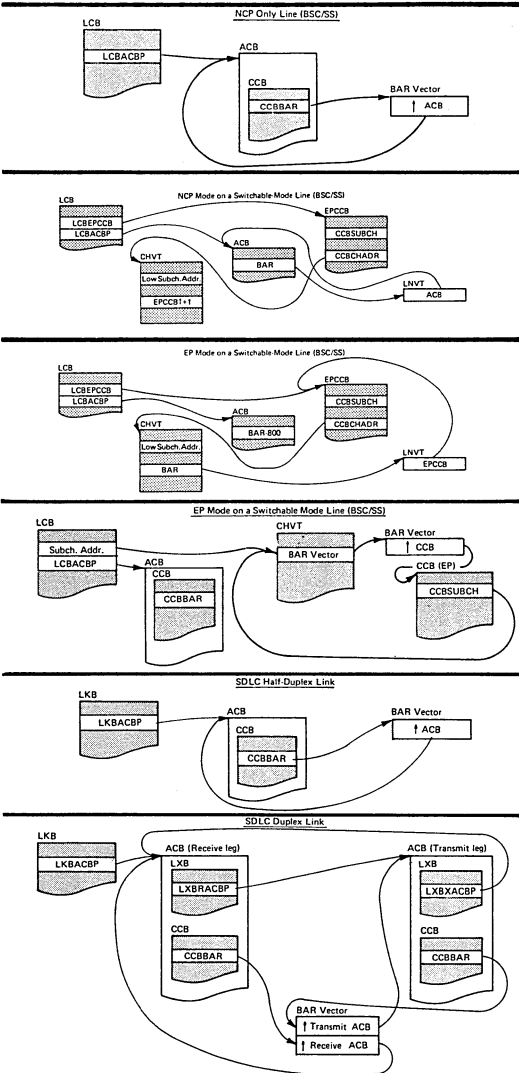 NCP Only Line (BSC/SS)
LCB
LCBACBP
ACB
CCB
CCBBAR
BAR Vector
↑ ACB
NCP Mode on a Switchable-Mode Line (BSC/SS)
LCB
LCBEPCCB
LCBACBP
CHVT
Low Subch. Addr
EPCCB↑+1
ACB
BAR
EPCCB
CCBSUBCH
CCBCHADR
LNVT
ACB
EP Mode on a Switchable-Mode Line (BSC/SS)
LCB
LCBEPCCB
LCBACBP
CHVT
Low Subch. Addr.
BAR
ACB
BAR-800
EPCCB
CCBSUBCH
CCBCHADR
LNVT
EPCCB
EP Mode on a Switchable Mode Line (BSC/SS)
LCB
Subch. Addr.
LCBACBP
ACB
CCB
CCBBAR
CHVT
BAR Vector
BAR Vector
↑ CCB
CCB (EP)
CCBSUBCH
SDLC Half-Duplex Link
LKB
LKBACBP
ACB
CCB
CCBBAR
BAR Vector
↑ ACB
SDLC Duplex Link
LKB
LKBACBP
ACB (Receive leg)
LXB
LXBRACBP
CCB
CCBBAR
ACB (Transmit leg)
LXB
LXBXACBP
CCB
CCBBAR
BAR Vector
↑ Transmit ACB
↑ Receive ACB